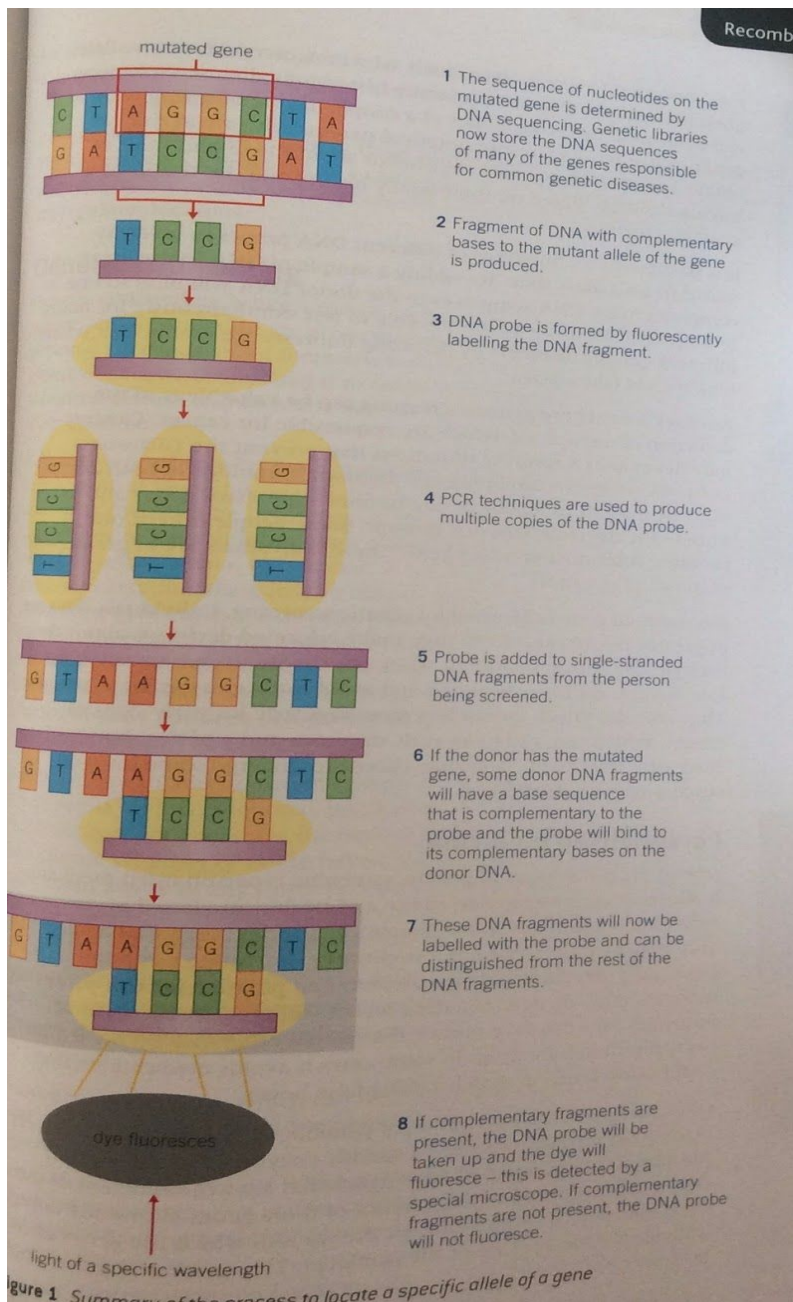 Recomb
mutated gene
C T A G G C T A
G A T C C G A T
1 The sequence of nucleotides on the
mutated gene is determined by
DNA sequencing. Genetic libraries
now store the DNA sequences
of many of the genes responsible
for common genetic diseases.
T C C G
2 Fragment of DNA with complementary
bases to the mutant allele of the gene
is produced.
T C C G
3 DNA probe is formed by fluorescently
labelling the DNA fragment.
T C C G
T C C G
T C C G
4 PCR techniques are used to produce
multiple copies of the DNA probe.
G T A A G G C T C
5 Probe is added to single-stranded
DNA fragments from the person
being screened.
G T A A G G C T C
T C C G
6 If the donor has the mutated
gene, some donor DNA fragments
will have a base sequence
that is complementary to the
probe and the probe will bind to
its complementary bases on the
donor DNA.
G T A A G G C T C
T C C G
7 These DNA fragments will now be
labelled with the probe and can be
distinguished from the rest of the
DNA fragments.
dye fluoresces
8 If complementary fragments are
present, the DNA probe will be
taken up and the dye will
fluoresce – this is detected by a
special microscope. If complementary
fragments are not present, the DNA probe
will not fluoresce.
light of a specific wavelength
igure 1 Summary of the process to locate a specific allele of a gene